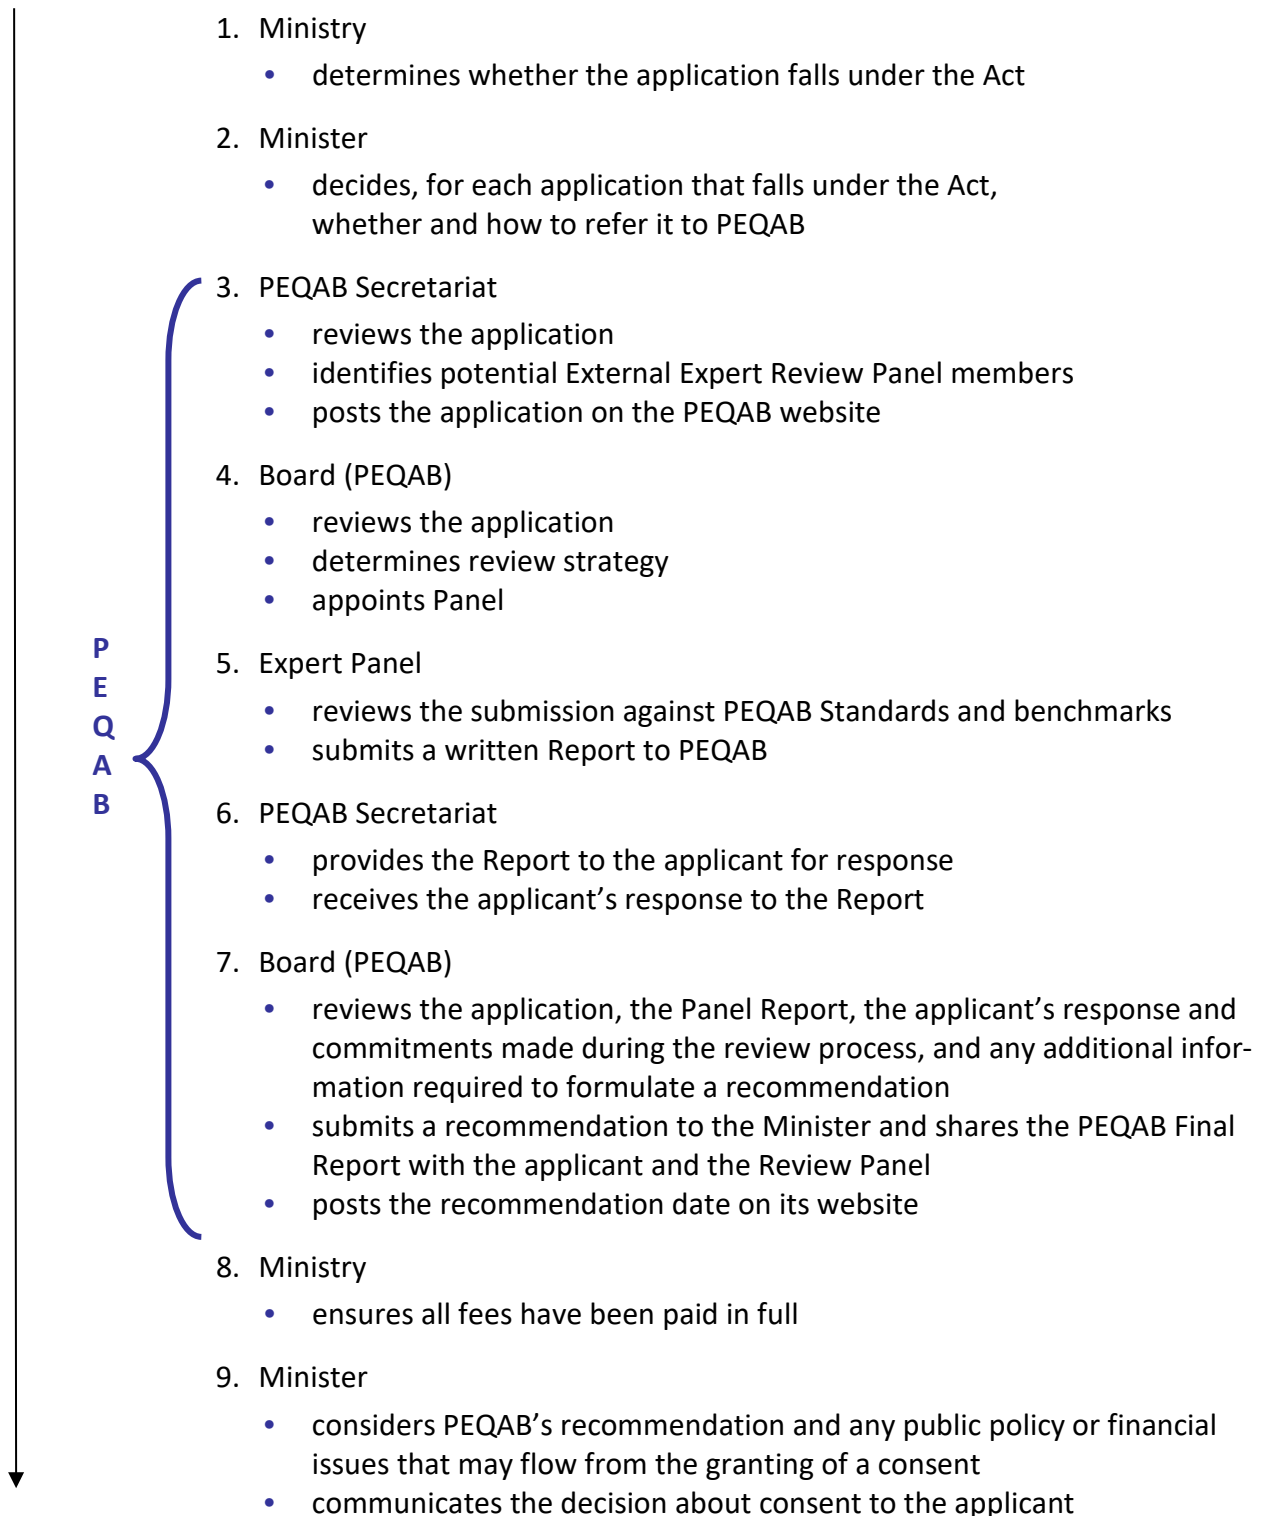 1. Ministry
• determines whether the application falls under the Act
2. Minister
• decides, for each application that falls under the Act,
whether and how to refer it to PEQAB
3. PEQAB Secretariat
• reviews the application
• identifies potential External Expert Review Panel members
• posts the application on the PEQAB website
4. Board (PEQAB)
• reviews the application
• determines review strategy
• appoints Panel
P
E
Q
A
B
5. Expert Panel
• reviews the submission against PEQAB Standards and benchmarks
• submits a written Report to PEQAB
6. PEQAB Secretariat
• provides the Report to the applicant for response
• receives the applicant’s response to the Report
7. Board (PEQAB)
• reviews the application, the Panel Report, the applicant’s response and
commitments made during the review process, and any additional infor-
mation required to formulate a recommendation
• submits a recommendation to the Minister and shares the PEQAB Final
Report with the applicant and the Review Panel
• posts the recommendation date on its website
8. Ministry
• ensures all fees have been paid in full
9. Minister
• considers PEQAB’s recommendation and any public policy or financial
issues that may flow from the granting of a consent
• communicates the decision about consent to the applicant